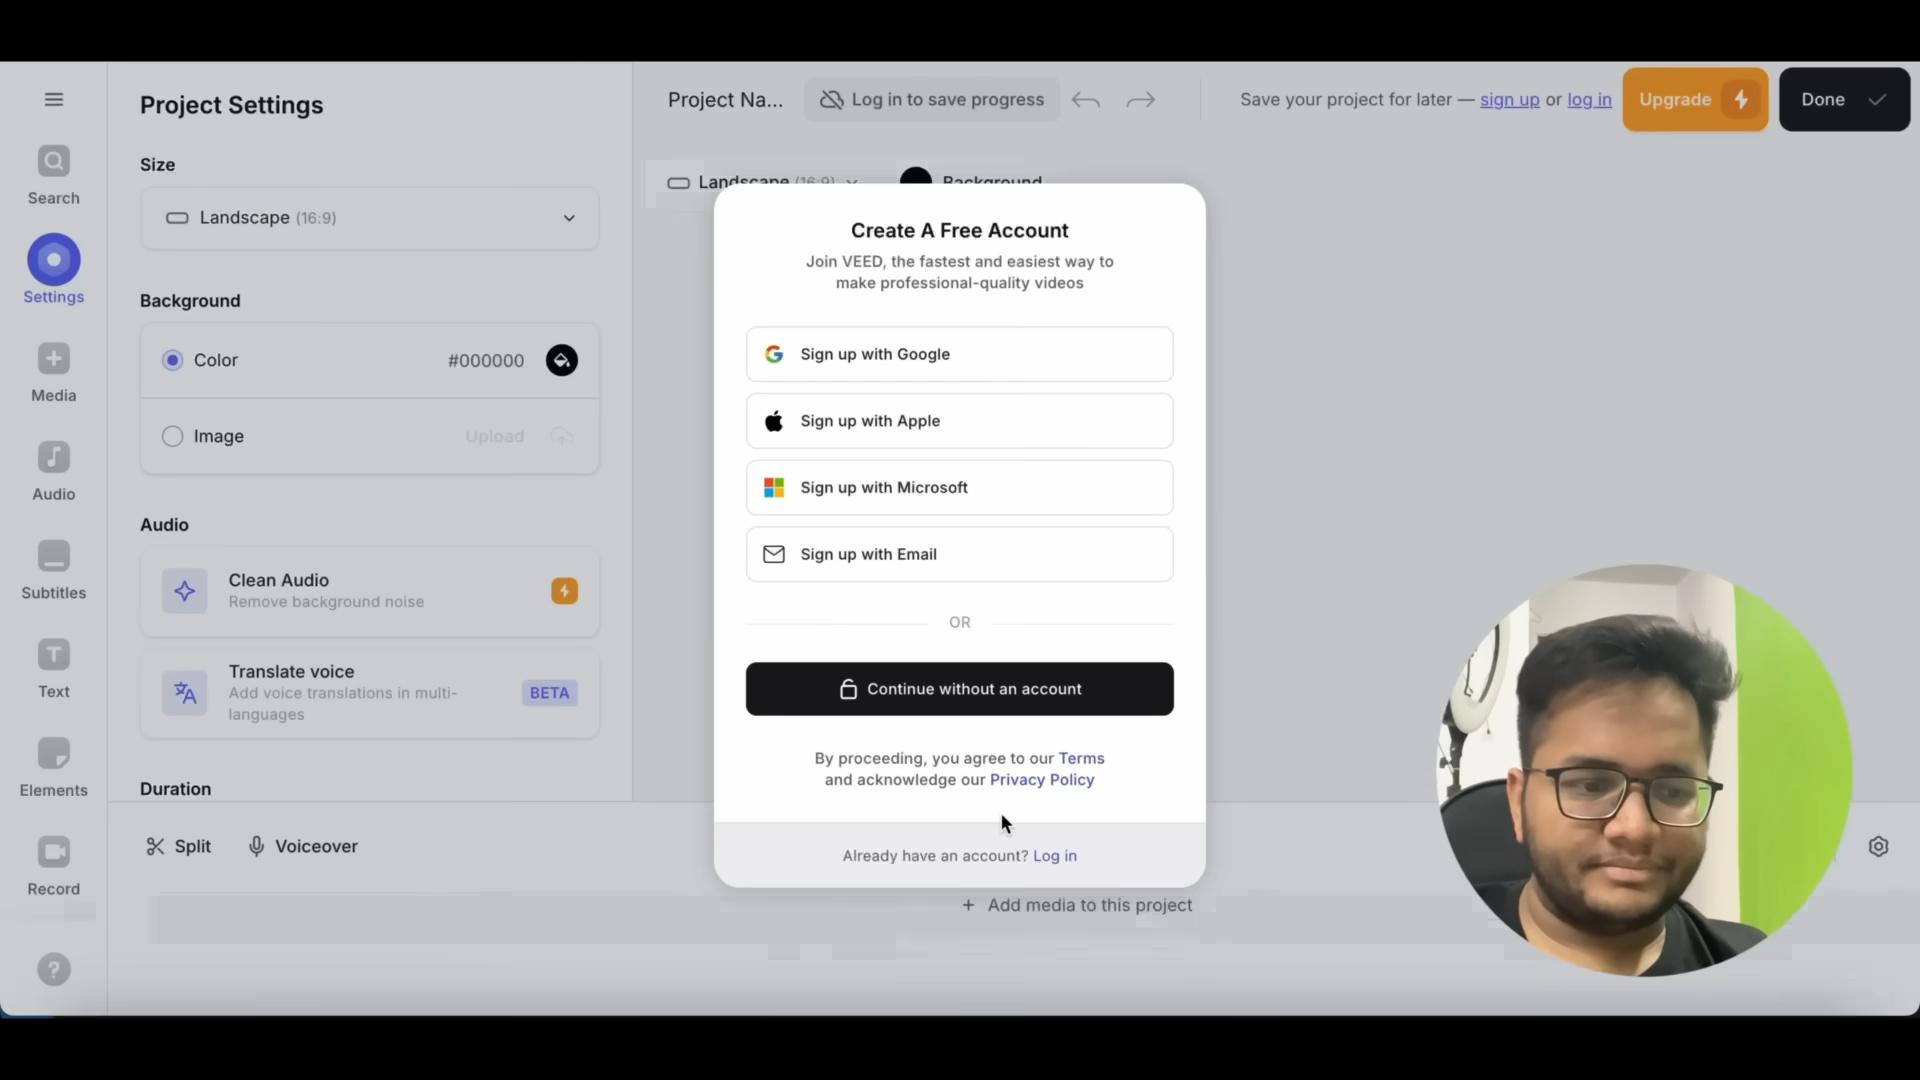 Project Settings
Project Na...
Log in to save progress
Save your project for later — sign up or log in
Upgrade
Done
Search
Settings
Media
Audio
Subtitles
Text
Elements
Record
?
Size
Landscape (16:9)
Background
Color
#000000
Image
Upload
Audio
Clean Audio
Remove background noise
Translate voice
Add voice translations in multi-
languages
BETA
Duration
Landscape (16:9)
Background
Create A Free Account
Join VEED, the fastest and easiest way to
make professional-quality videos
Sign up with Google
Sign up with Apple
Sign up with Microsoft
Sign up with Email
OR
Continue without an account
By proceeding, you agree to our Terms
and acknowledge our Privacy Policy
Already have an account? Log in
Split
Voiceover
+ Add media to this project